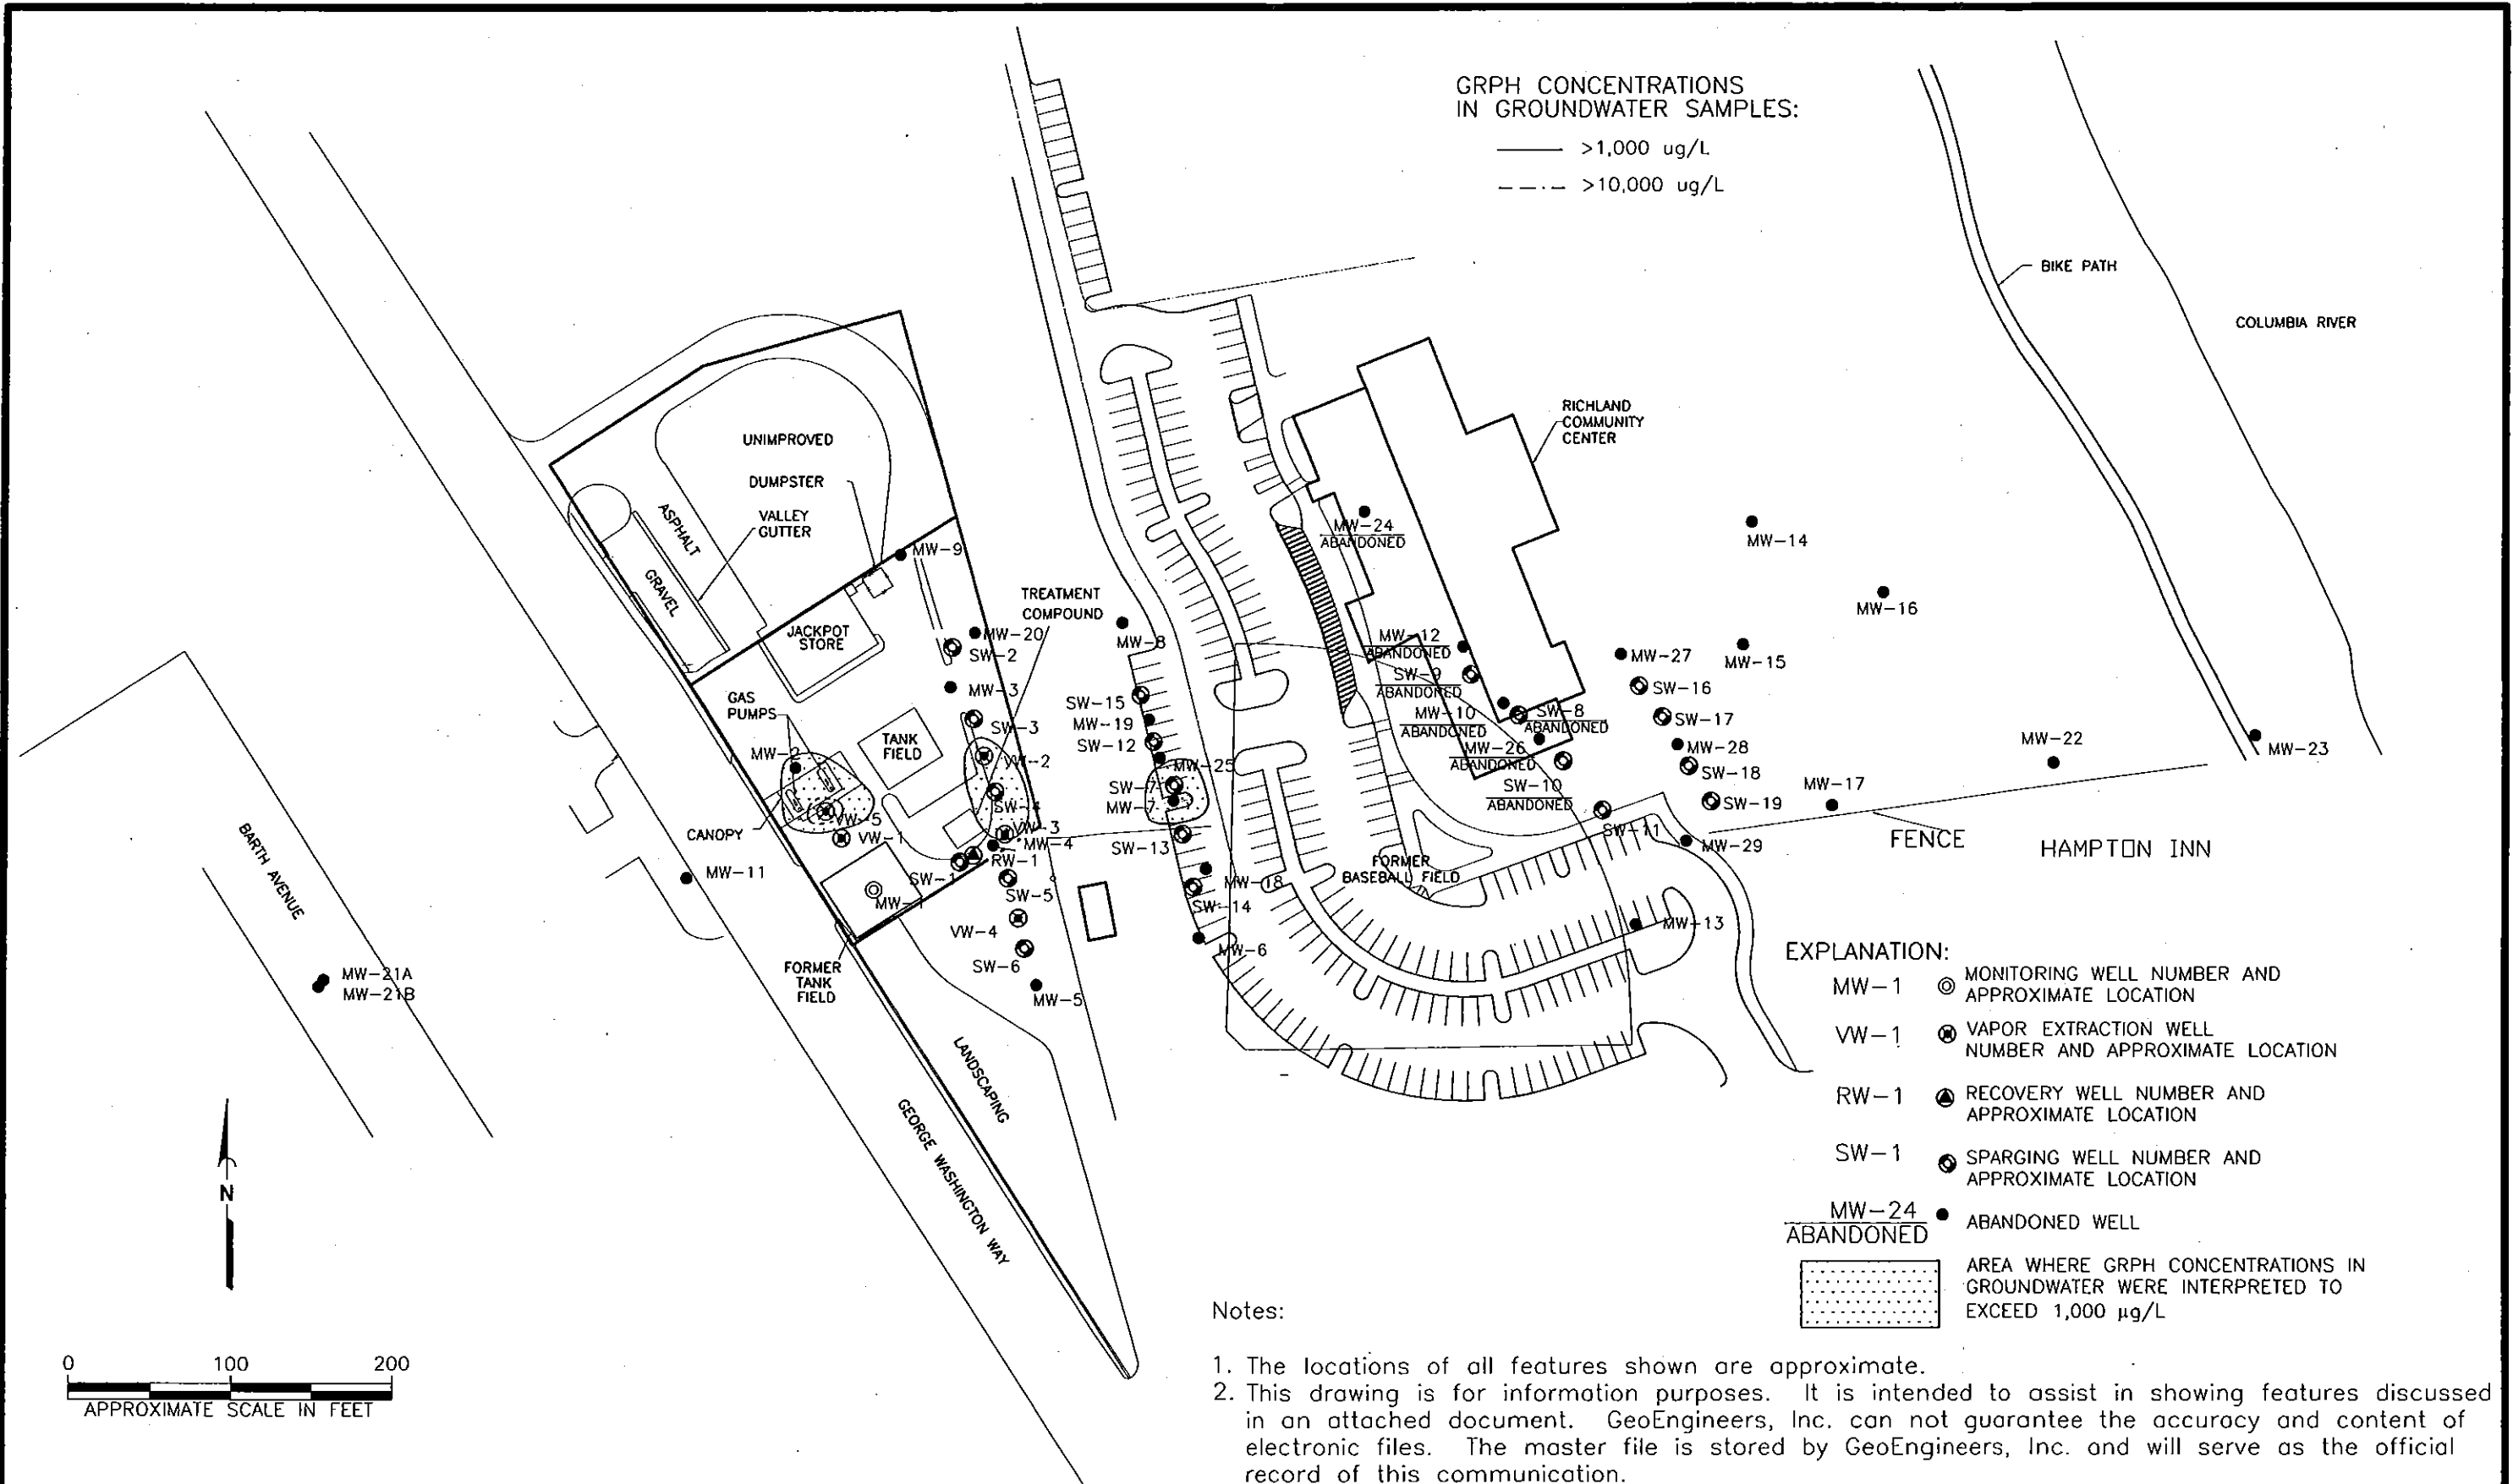 GRPH CONCENTRATIONS
IN GROUNDWATER SAMPLES:
>1,000 ug/L
>10,000 ug/L
BIKE PATH
COLUMBIA RIVER
RICHLAND
COMMUNITY
CENTER
UNIMPROVED
DUMPSTER
VALLEY
GUTTER
ASPHALT
GRAVEL
MW-9
JACKPOT
STORE
TREATMENT
COMPOUND
MW-20
SW-2
MW-3
SW-3
GAS
PUMPS
MW-2
TANK
FIELD
VW-2
SW-4
VW-5
VW-3
CANOPY
VW-1
MW-4
RW-1
SW-1
MW-11
MW-1
SW-5
VW-4
SW-6
MW-5
FORMER
TANK
FIELD
BARTH AVENUE
MW-21A
MW-21B
LANDSCAPING
GEORGE WASHINGTON WAY
MW-8
SW-15
MW-19
SW-12
MW-25
SW-7
MW-7
SW-13
MW-18
SW-14
MW-6
MW-24
ABANDONED
MW-12
ABANDONED
SW-9
ABANDONED
MW-10
ABANDONED
SW-8
ABANDONED
MW-26
ABANDONED
SW-10
ABANDONED
SW-11
FORMER
BASEBALL FIELD
MW-14
MW-16
MW-27
MW-15
SW-16
SW-17
MW-28
SW-18
SW-19
MW-17
MW-22
MW-23
MW-29
FENCE
HAMPTON INN
MW-13
EXPLANATION:
MW-1 MONITORING WELL NUMBER AND
APPROXIMATE LOCATION
VW-1 VAPOR EXTRACTION WELL
NUMBER AND APPROXIMATE LOCATION
RW-1 RECOVERY WELL NUMBER AND
APPROXIMATE LOCATION
SW-1 SPARGING WELL NUMBER AND
APPROXIMATE LOCATION
MW-24
ABANDONED
ABANDONED WELL
AREA WHERE GRPH CONCENTRATIONS IN
GROUNDWATER WERE INTERPRETED TO
EXCEED 1,000 µg/L
N
0 100 200
APPROXIMATE SCALE IN FEET
Notes:
1. The locations of all features shown are approximate.
2. This drawing is for information purposes. It is intended to assist in showing features discussed
in an attached document. GeoEngineers, Inc. can not guarantee the accuracy and content of
electronic files. The master file is stored by GeoEngineers, Inc. and will serve as the official
record of this communication.